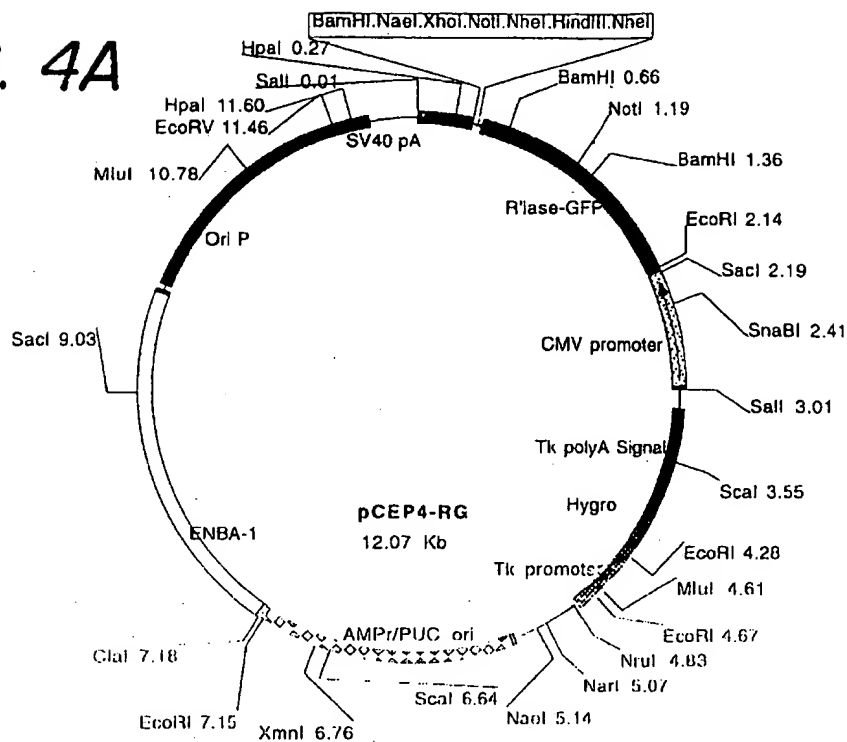 . 4A
BamHI.NaeI.XhoI.NotI.NheI.HindIII.NheI
HpaI 0.27
SalI 0.01
BamHI 0.66
HpaI 11.60
NotI 1.19
EcoRV 11.46
SV40 pA
BamHI 1.36
MluI 10.78
R'lase-GFP
EcoRI 2.14
Ori P
SacI 2.19
SnaBI 2.41
SacI 9.03
CMV promoter
SalI 3.01
Tk polyA Signal
ScaI 3.55
pCEP4-RG
Hygro
ENBA-1
12.07 Kb
EcoRI 4.28
Tk promoter
MluI 4.61
AMPr/PUC ori
EcoRI 4.67
ClaI 7.18
NruI 4.83
NarI 5.07
ScaI 6.64
EcoRI 7.15
XmnI 6.76
5.14